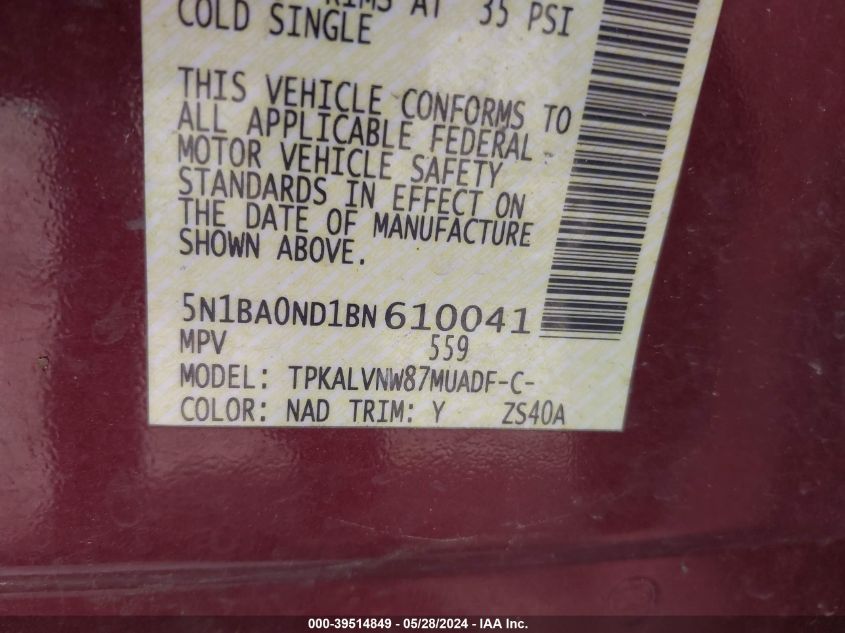 RIMS AT 35 PSI
COLD SINGLE
THIS VEHICLE CONFORMS TO
ALL APPLICABLE FEDERAL
MOTOR VEHICLE SAFETY
STANDARDS IN EFFECT ON
THE DATE OF MANUFACTURE
SHOWN ABOVE.
5N1BA0ND1BN610041
MPV 559
MODEL: TPKALVNW87MUADF-C-
COLOR: NAD TRIM: Y ZS40A
000-39514849 - 05/28/2024 - IAA Inc.